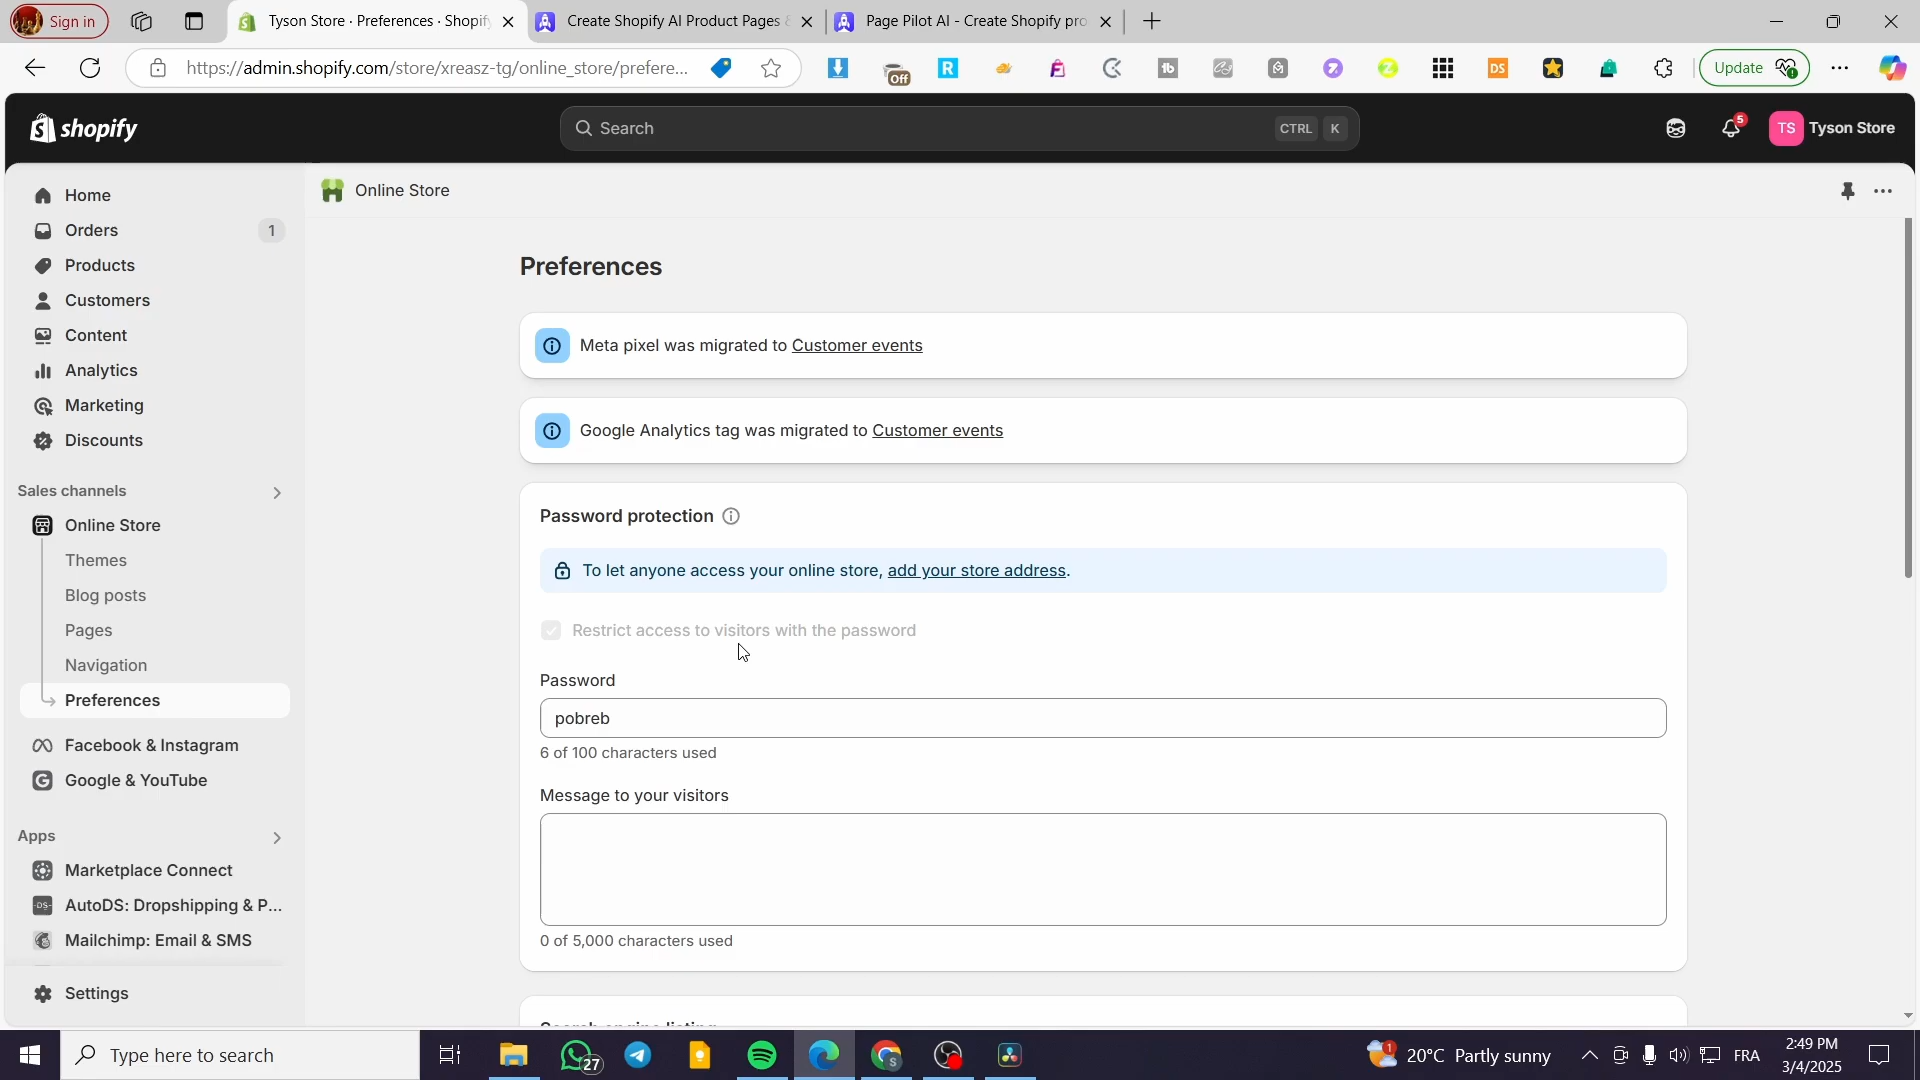 Sign in
Tyson Store · Preferences · Shopify
Create Shopify AI Product Pages &
Page Pilot AI - Create Shopify pro
https://admin.shopify.com/store/xreasz-tg/online_store/prefere...
Off
R
DS
Update
shopify
Search
CTRL K
5
TS Tyson Store
Home
Orders 1
Products
Customers
Content
Analytics
Marketing
Discounts
Sales channels
Online Store
Themes
Blog posts
Pages
Navigation
Preferences
Facebook & Instagram
Google & YouTube
Apps
Marketplace Connect
AutoDS: Dropshipping & P...
Mailchimp: Email & SMS
Settings
Online Store
Preferences
Meta pixel was migrated to Customer events
Google Analytics tag was migrated to Customer events
Password protection
To let anyone access your online store, add your store address.
Restrict access to visitors with the password
Password
pobreb
6 of 100 characters used
Message to your visitors
0 of 5,000 characters used
Type here to search
27
20°C Partly sunny
FRA
2:49 PM
3/4/2025